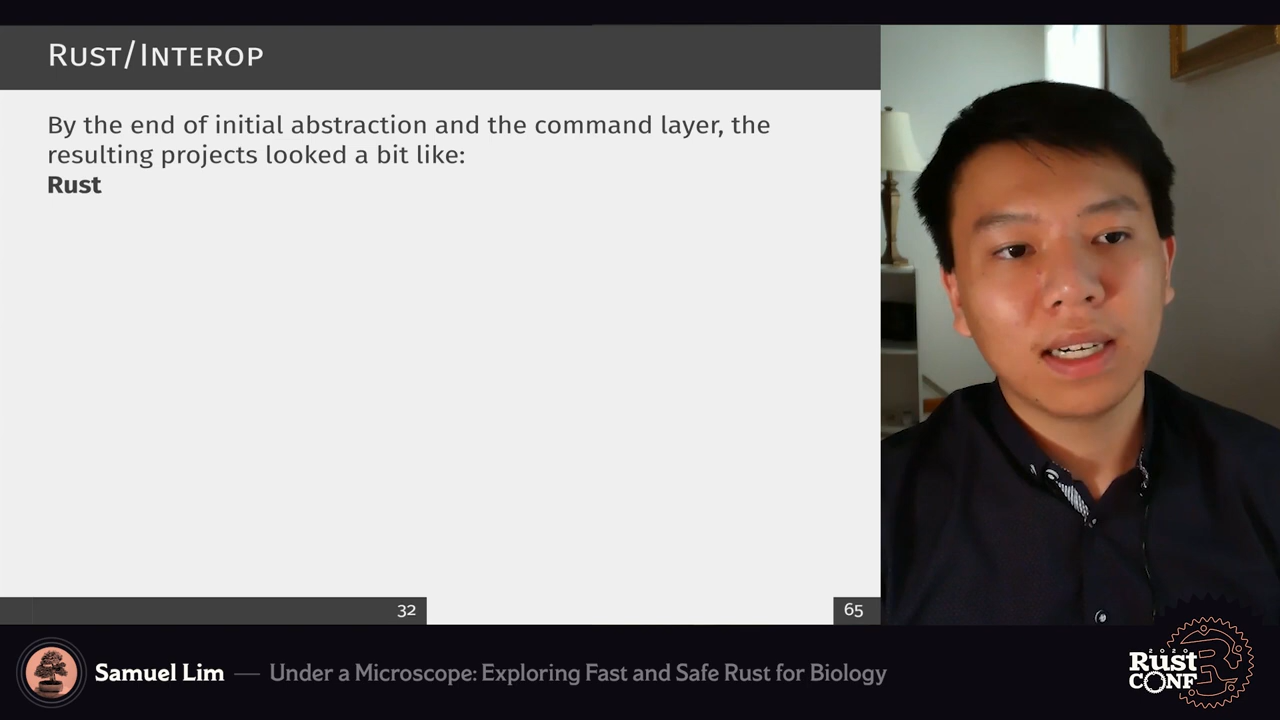 Rust/Interop
By the end of initial abstraction and the command layer, the
resulting projects looked a bit like:
Rust
32
65
Samuel Lim — Under a Microscope: Exploring Fast and Safe Rust for Biology
2020
Rust
CONF
R